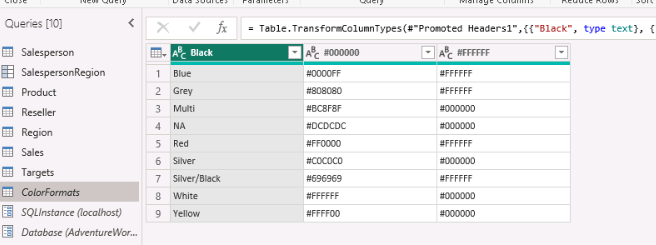 Close New Query Data Sources Parameters Query Manage Columns Reduce Rows Sort
Queries [10]
= Table.TransformColumnTypes(#"Promoted Headers1",{{"Black", type text}, {
Salesperson
SalespersonRegion
Product
Reseller
Region
Sales
Targets
ColorFormats
SQLInstance (localhost)
Database (AdventureWor...
ABC Black ABC #000000 ABC #FFFFFF
1 Blue #0000FF #FFFFFF
2 Grey #808080 #FFFFFF
3 Multi #BC8F8F #000000
4 NA #DCDCDC #000000
5 Red #FF0000 #FFFFFF
6 Silver #C0C0C0 #000000
7 Silver/Black #696969 #FFFFFF
8 White #FFFFFF #000000
9 Yellow #FFFF00 #000000